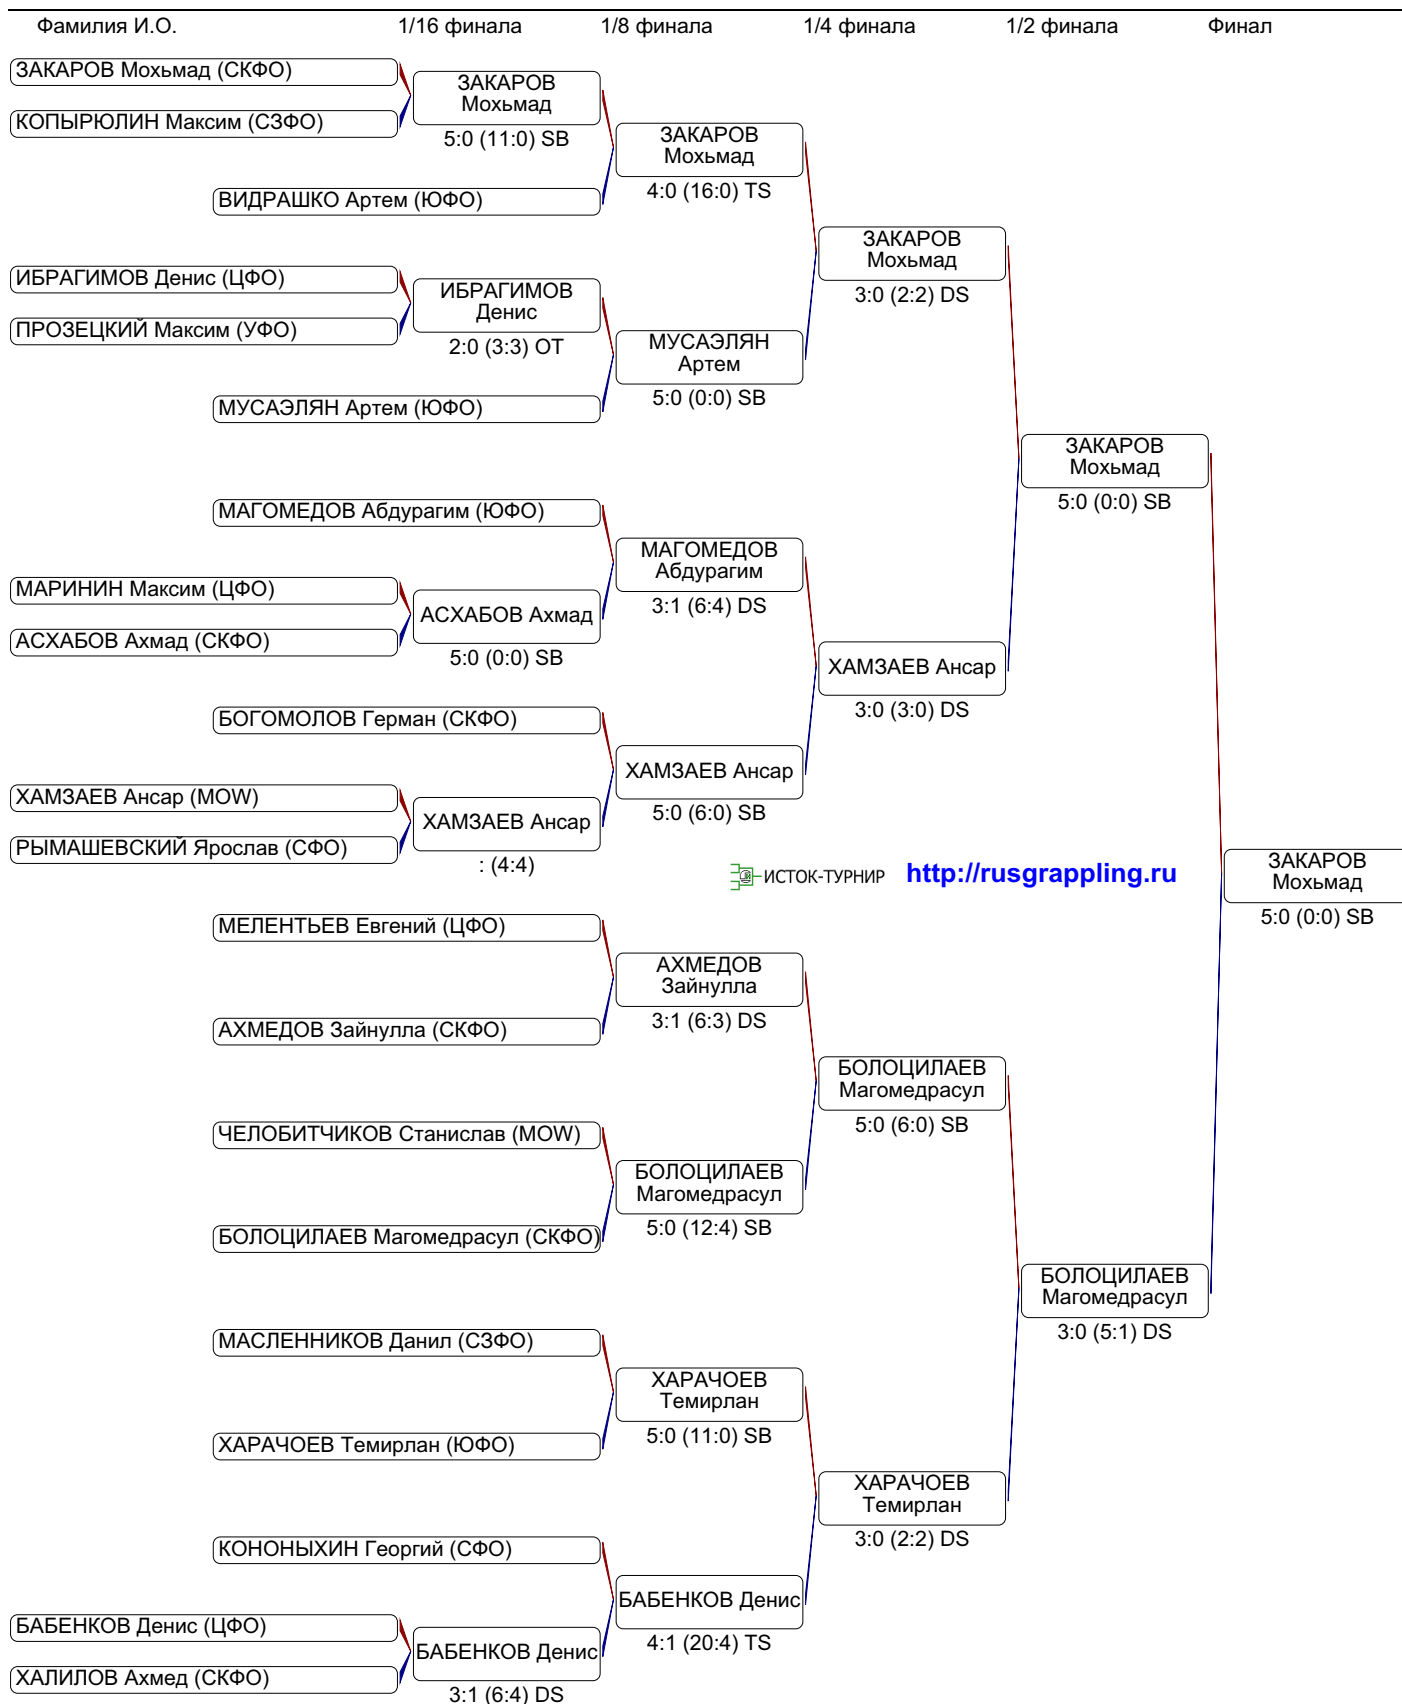 Фамилия И.О. 1/16 финала 1/8 финала 1/4 финала 1/2 финала Финал
ЗАКАРОВ Мохьмад (СКФО)
КОПЫРЮЛИН Максим (СЗФО)
ЗАКАРОВ
Мохьмад
5:0 (11:0) SB
ВИДРАШКО Артем (ЮФО)
ЗАКАРОВ
Мохьмад
4:0 (16:0) TS
ИБРАГИМОВ Денис (ЦФО)
ПРОЗЕЦКИЙ Максим (УФО)
ИБРАГИМОВ
Денис
2:0 (3:3) OT
МУСАЭЛЯН Артем (ЮФО)
МУСАЭЛЯН
Артем
5:0 (0:0) SB
ЗАКАРОВ
Мохьмад
3:0 (2:2) DS
МАГОМЕДОВ Абдурагим (ЮФО)
МАРИНИН Максим (ЦФО)
АСХАБОВ Ахмад (СКФО)
АСХАБОВ Ахмад
5:0 (0:0) SB
МАГОМЕДОВ
Абдурагим
3:1 (6:4) DS
БОГОМОЛОВ Герман (СКФО)
ХАМЗАЕВ Ансар (MOW)
РЫМАШЕВСКИЙ Ярослав (СФО)
ХАМЗАЕВ Ансар
: (4:4)
ХАМЗАЕВ Ансар
5:0 (6:0) SB
ХАМЗАЕВ Ансар
3:0 (3:0) DS
ЗАКАРОВ
Мохьмад
5:0 (0:0) SB
ИСТОК-ТУРНИР http://rusgrappling.ru
ЗАКАРОВ
Мохьмад
5:0 (0:0) SB
МЕЛЕНТЬЕВ Евгений (ЦФО)
АХМЕДОВ Зайнулла (СКФО)
АХМЕДОВ
Зайнулла
3:1 (6:3) DS
ЧЕЛОБИТЧИКОВ Станислав (MOW)
БОЛОЦИЛАЕВ Магомедрасул (СКФО)
БОЛОЦИЛАЕВ
Магомедрасул
5:0 (12:4) SB
БОЛОЦИЛАЕВ
Магомедрасул
5:0 (6:0) SB
МАСЛЕННИКОВ Данил (СЗФО)
ХАРАЧОЕВ Темирлан (ЮФО)
ХАРАЧОЕВ
Темирлан
5:0 (11:0) SB
КОНОНЫХИН Георгий (СФО)
БАБЕНКОВ Денис (ЦФО)
ХАЛИЛОВ Ахмед (СКФО)
БАБЕНКОВ Денис
3:1 (6:4) DS
БАБЕНКОВ Денис
4:1 (20:4) TS
ХАРАЧОЕВ
Темирлан
3:0 (2:2) DS
БОЛОЦИЛАЕВ
Магомедрасул
3:0 (5:1) DS